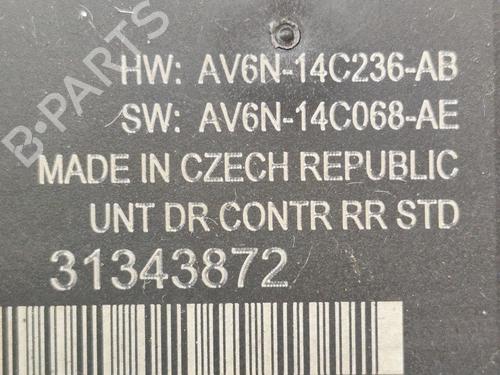 HW: AV6N-14C236-AB
SW: AV6N-14C068-AE
MADE IN CZECH REPUBLIC
UNT DR CONTR RR STD
31343872
B-PARTS